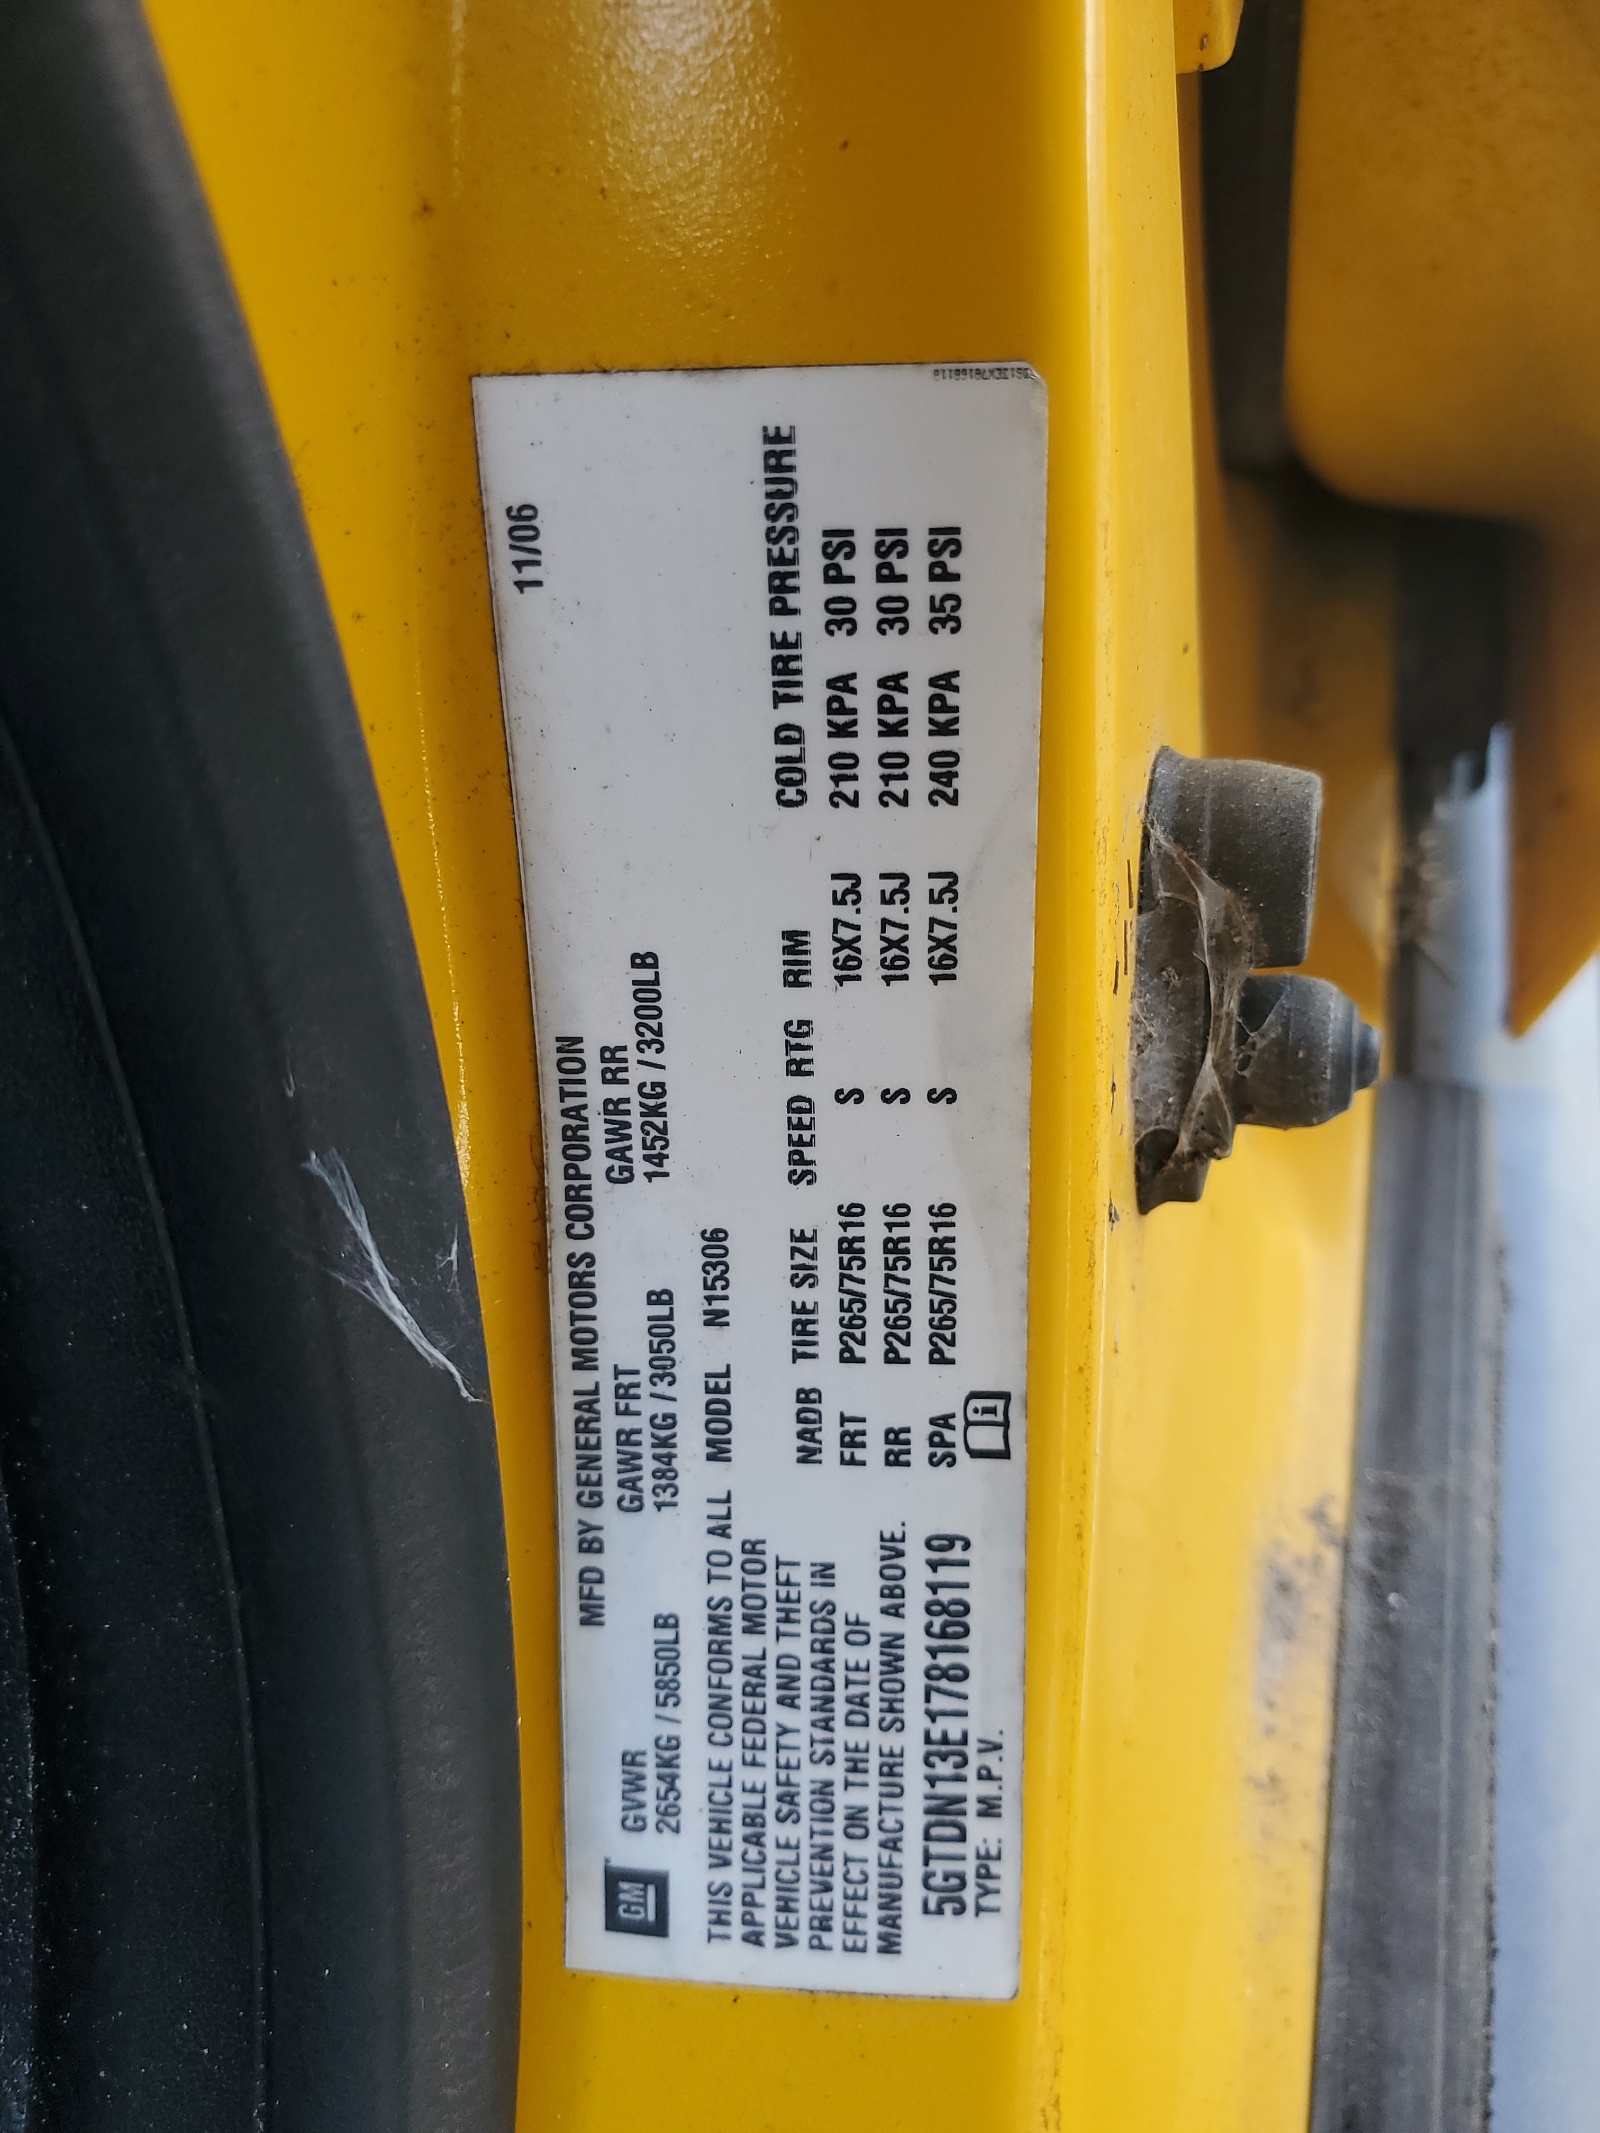 11/06
MFD BY GENERAL MOTORS CORPORATION
GM
GVWR GAWR FRT GAWR RR
2654KG / 5850LB 1384KG / 3050LB 1452KG / 3200LB
THIS VEHICLE CONFORMS TO ALL
APPLICABLE FEDERAL MOTOR
VEHICLE SAFETY AND THEFT
PREVENTION STANDARDS IN
EFFECT ON THE DATE OF
MANUFACTURE SHOWN ABOVE.
5GTDN13E178168119
TYPE: M.P.V.
MODEL N15306
NADB TIRE SIZE SPEED RTG RIM COLD TIRE PRESSURE
FRT P265/75R16 S 16X7.5J 210 KPA 30 PSI
RR P265/75R16 S 16X7.5J 210 KPA 30 PSI
SPA P265/75R16 S 16X7.5J 240 KPA 35 PSI
i